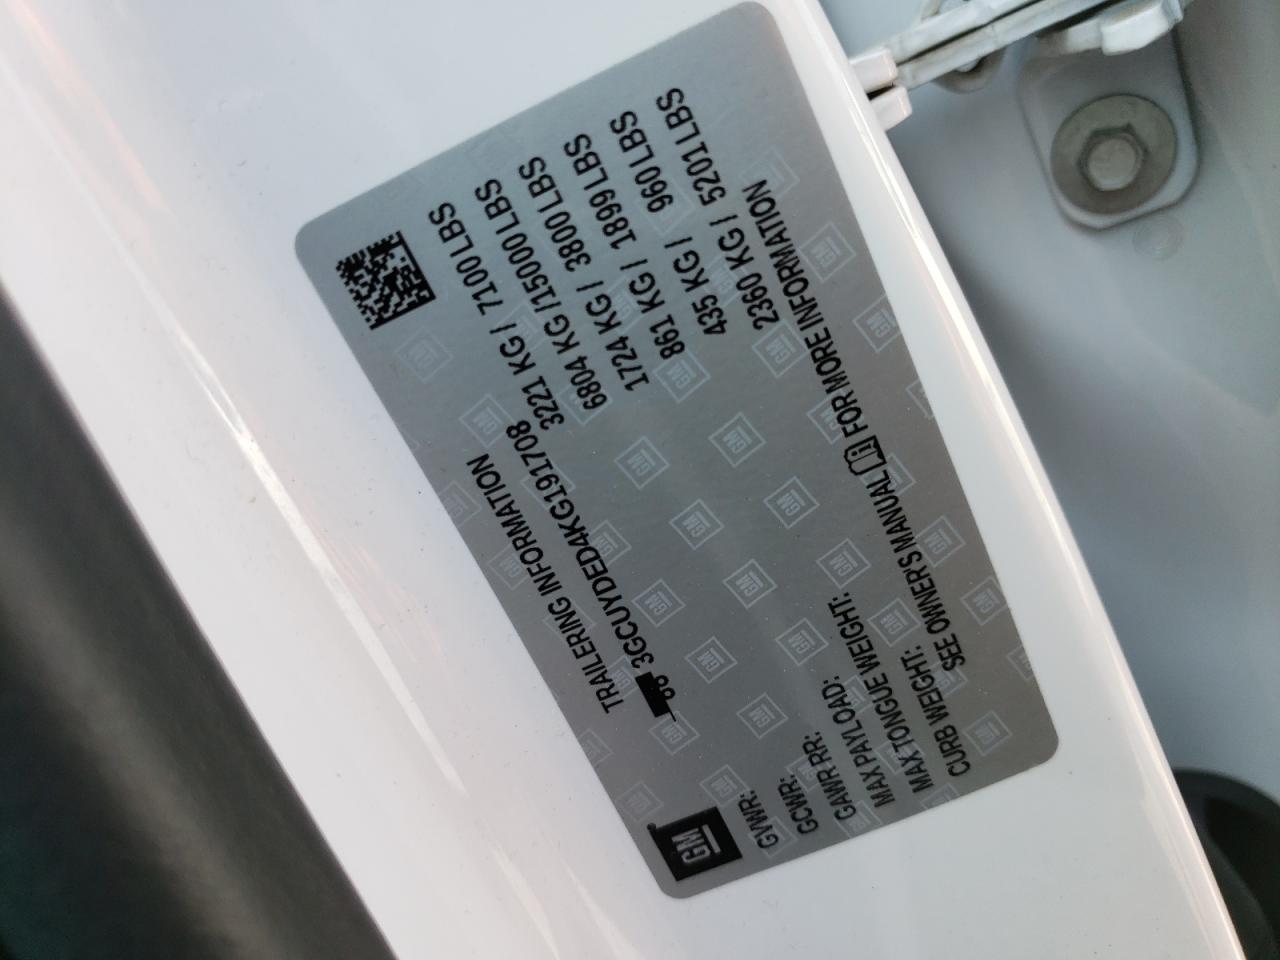 GM
TRAILERING INFORMATION
3GCUYDED4KG191708
GVWR: 3221 KG / 7100 LBS
GCWR: 6804 KG /15000 LBS
GAWR RR: 1724 KG / 3800 LBS
MAX PAYLOAD: 861 KG / 1899 LBS
MAX TONGUE WEIGHT: 435 KG / 960 LBS
CURB WEIGHT: 2360 KG / 5201 LBS
SEE OWNER'S MANUAL FOR MORE INFORMATION